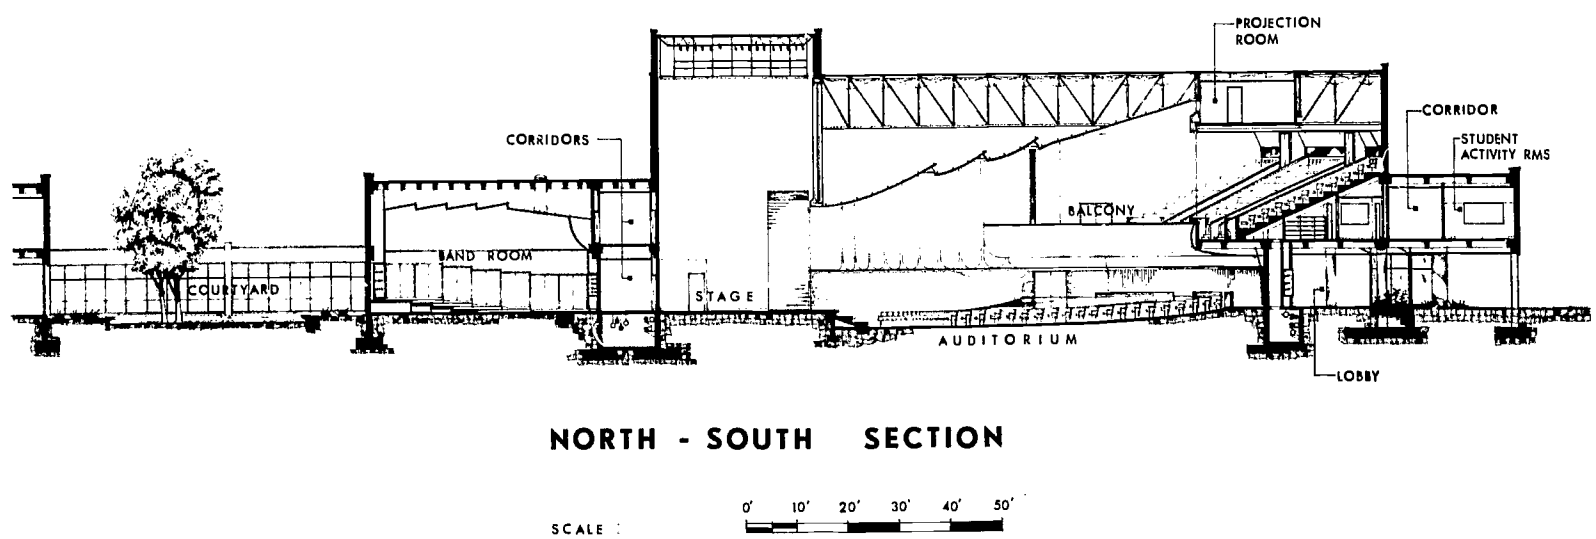 PROJECTION
ROOM
CORRIDORS
CORRIDOR
STUDENT
ACTIVITY RMS
BALCONY
BAND ROOM
COURTYARD
STAGE
AUDITORIUM
LOBBY
NORTH - SOUTH SECTION
SCALE :
0' 10' 20' 30' 40' 50'